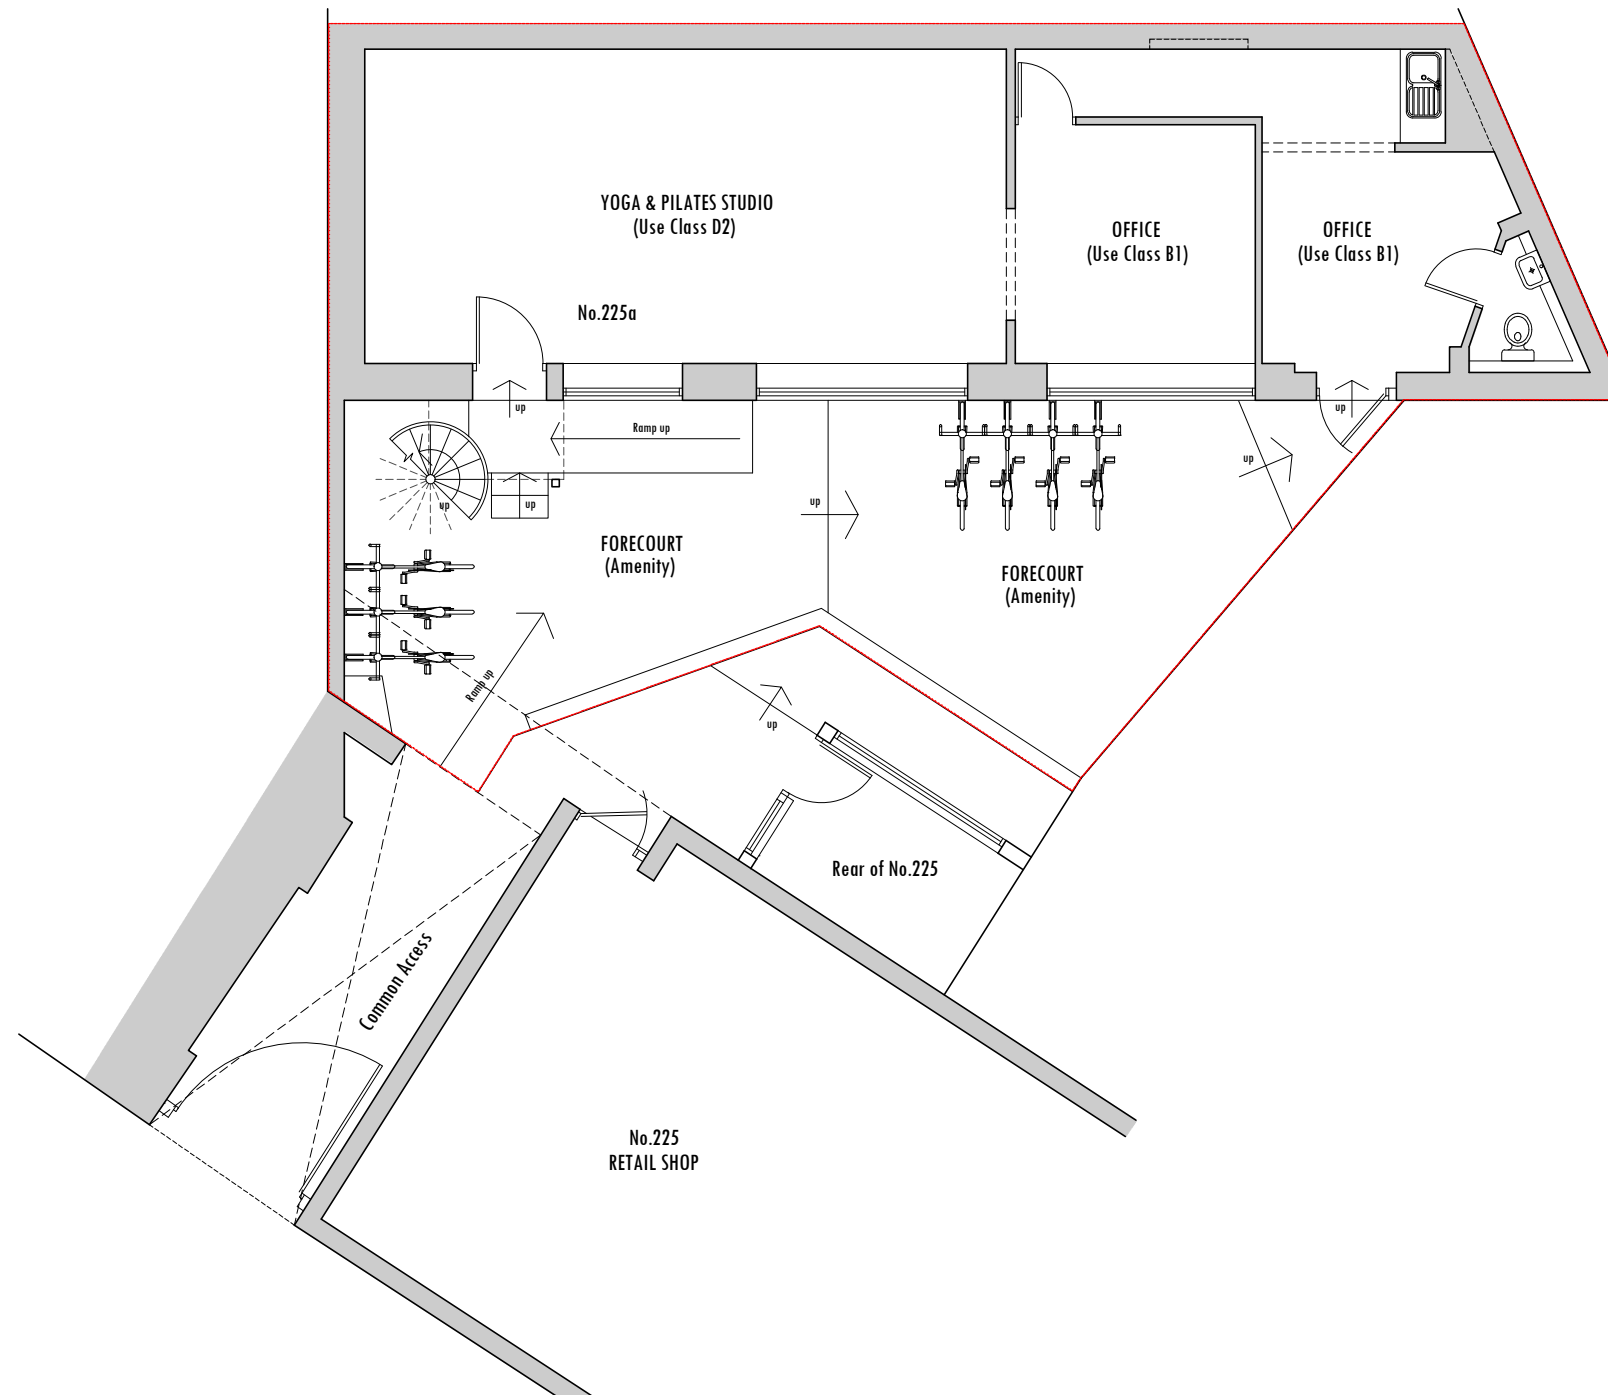 YOGA & PILATES STUDIO
(Use Class D2)
OFFICE
(Use Class B1)
OFFICE
(Use Class B1)
No.225a
up
up
Ramp up
up
up
up
up
FORECOURT
(Amenity)
FORECOURT
(Amenity)
Ramp up
up
Rear of No.225
Common Access
No.225
RETAIL SHOP